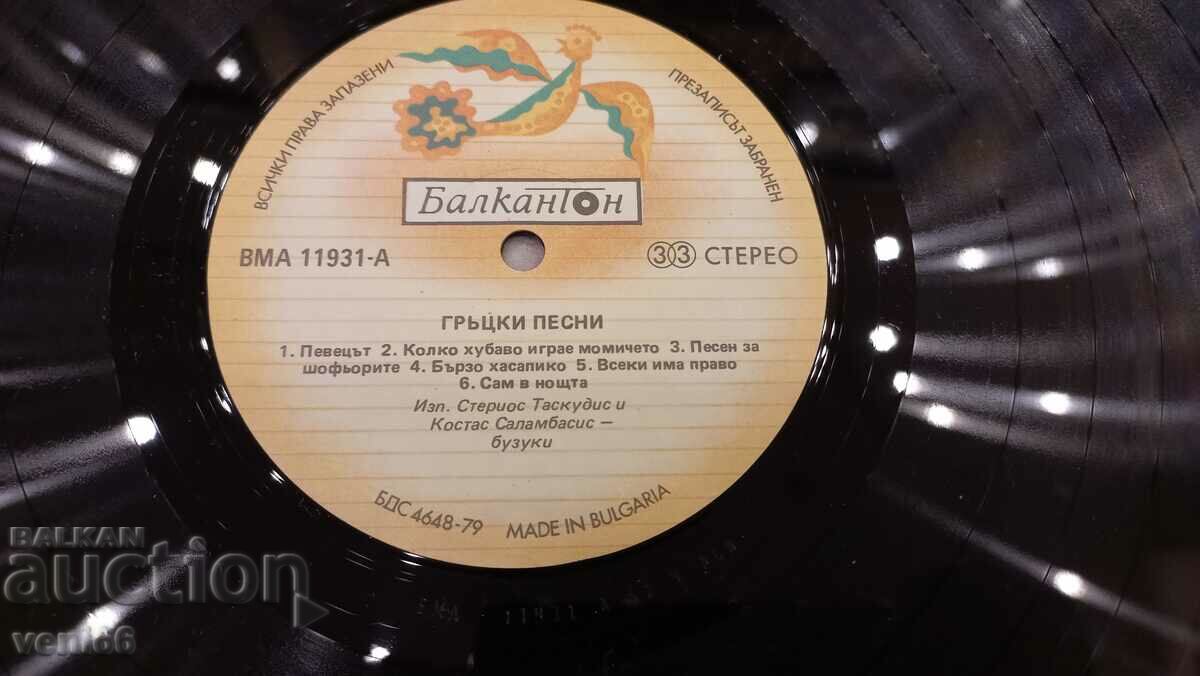 ВСИЧКИ ПРАВА ЗАПАЗЕНИ
ПРЕЗАПИСЪТ ЗАБРАНЕН
Балкантон
ВМА 11931-А
33 СТЕРЕО
ГРЪЦКИ ПЕСНИ
1. Певецът 2. Колко хубаво играе момичето 3. Песен за
шофьорите 4. Бързо хасапико 5. Всеки има право
6. Сам в нощта
Изп. Стериос Таскудис и
Костас Саламбасис —
бузуки
БДС 4648-79 MADE IN BULGARIA
BALKAN
auction
veni66